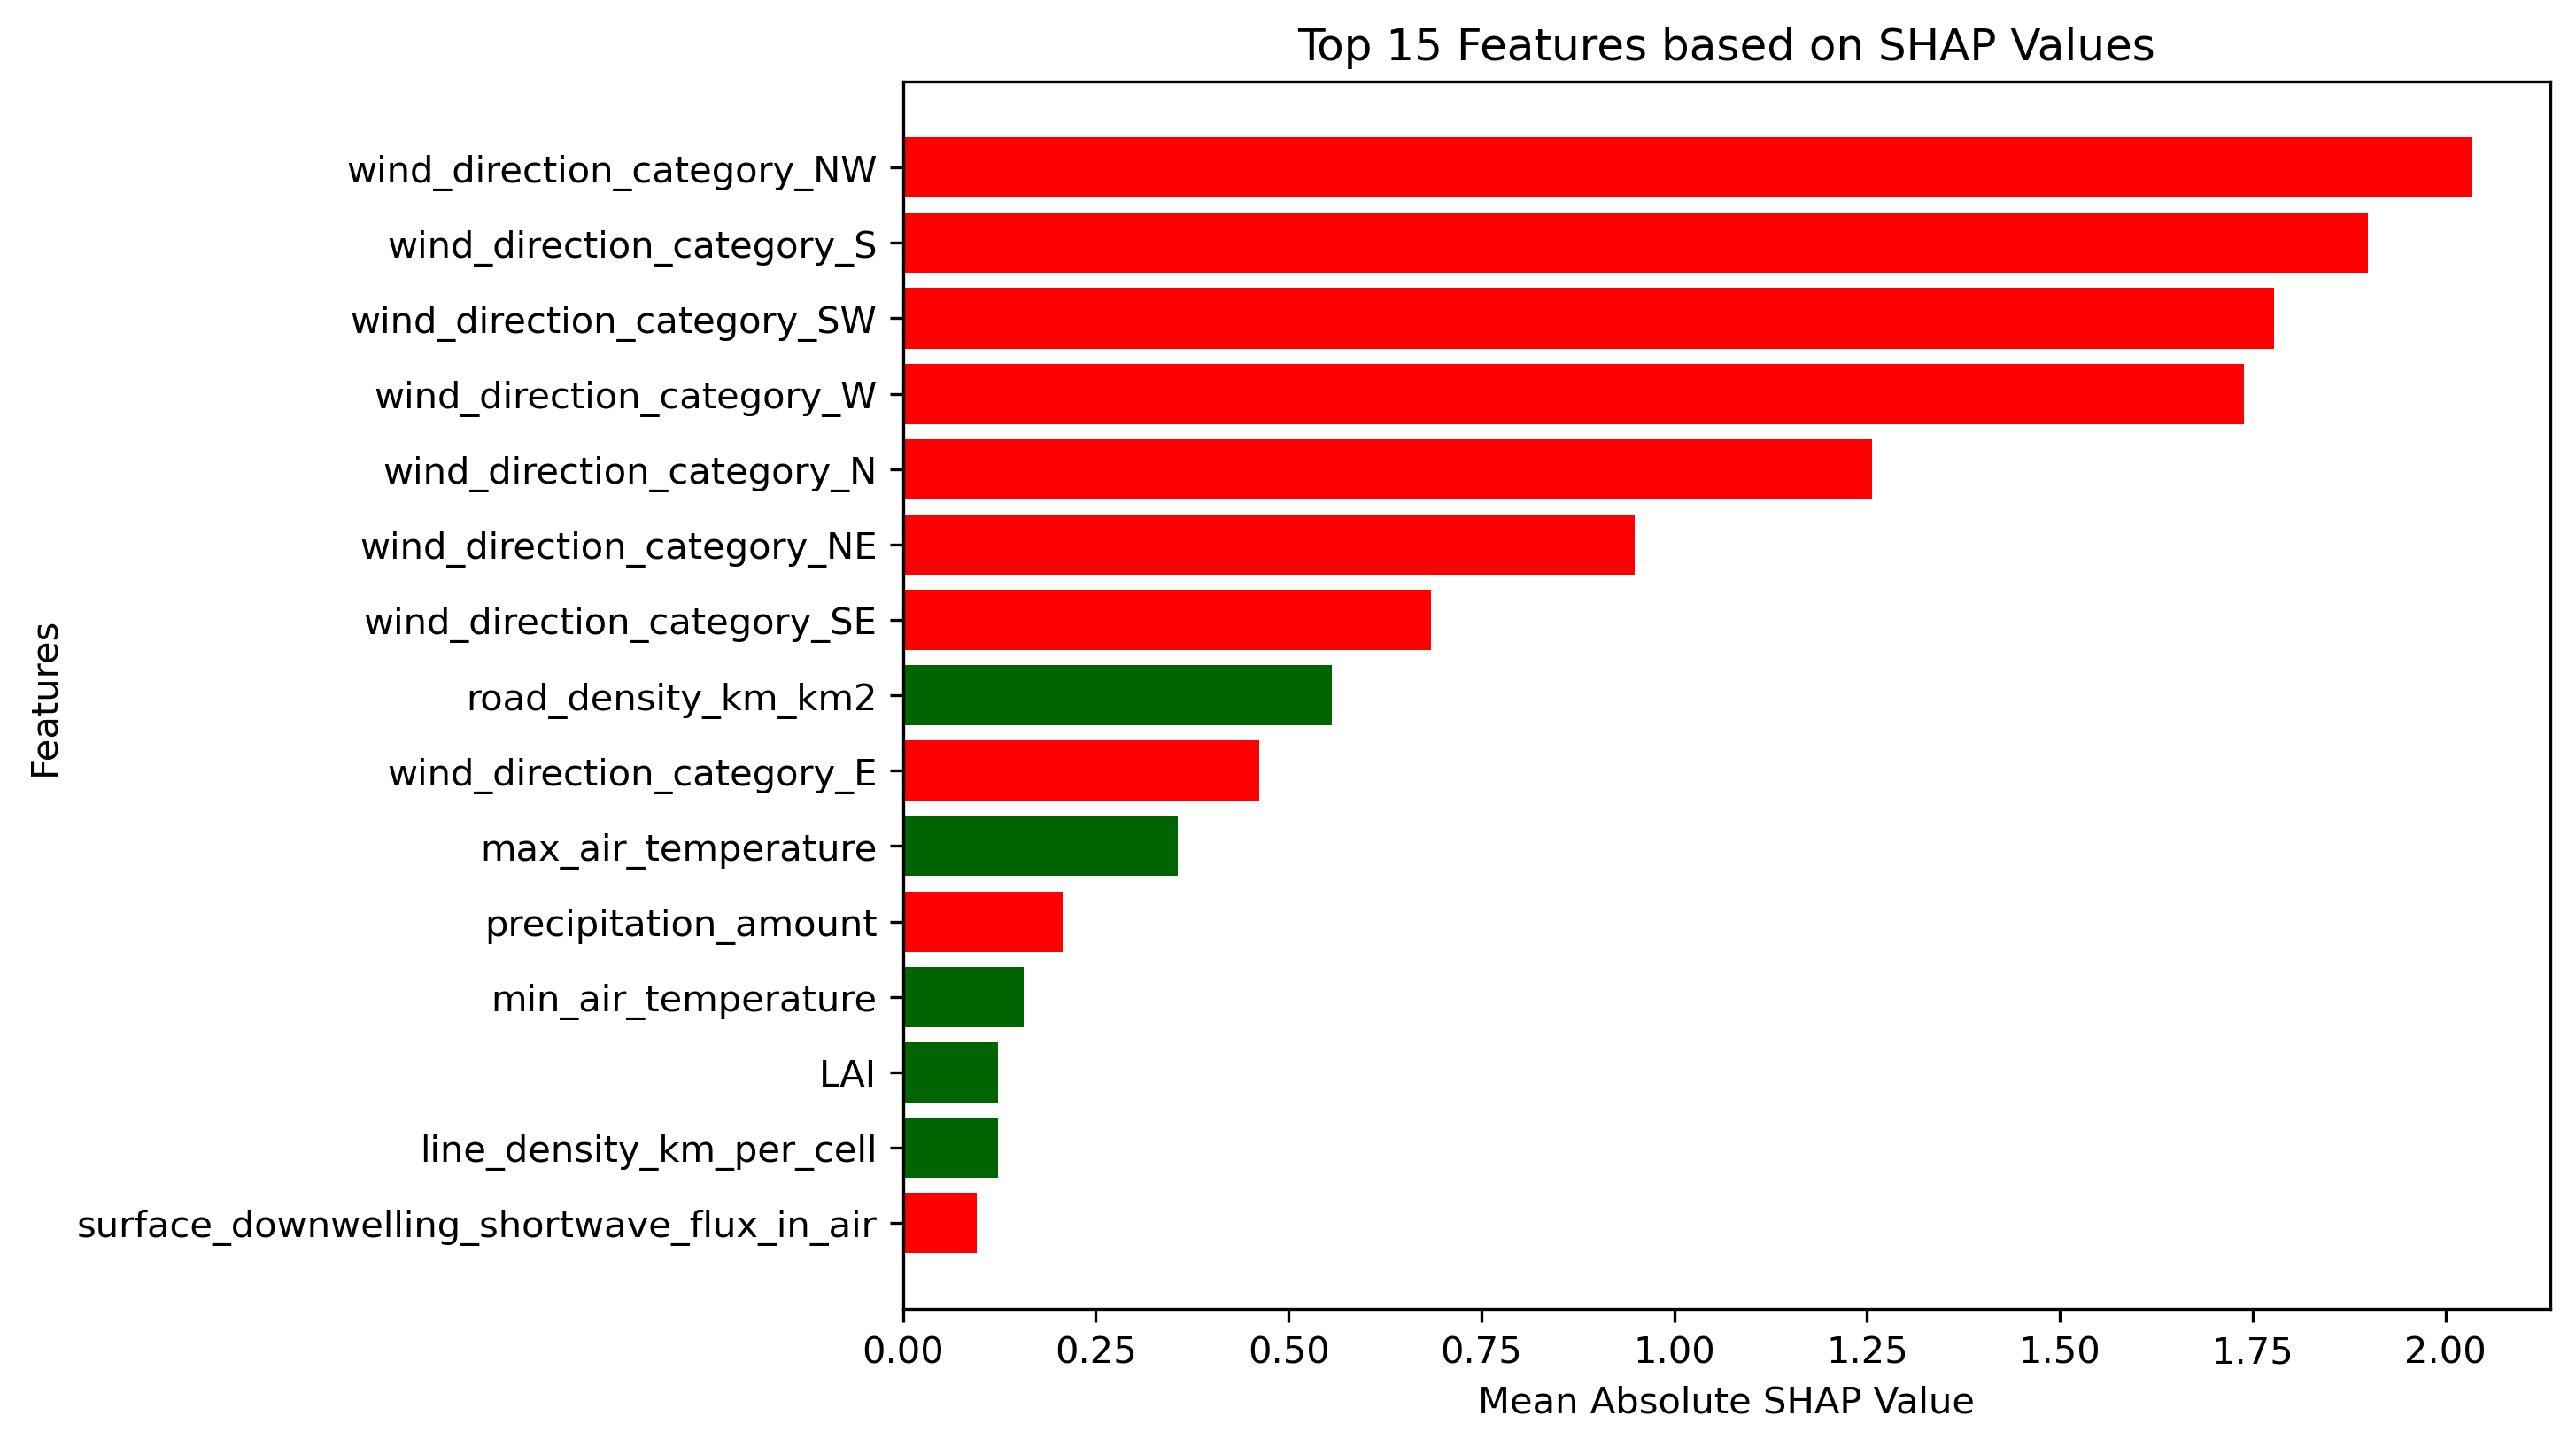 Top 15 Features based on SHAP Values
wind_direction_category_NW
wind_direction_category_S
wind_direction_category_SW
wind_direction_category_W
wind_direction_category_N
wind_direction_category_NE
wind_direction_category_SE
road_density_km_km2
wind_direction_category_E
max_air_temperature
precipitation_amount
min_air_temperature
LAI
line_density_km_per_cell
surface_downwelling_shortwave_flux_in_air
Features
0.00 0.25 0.50 0.75 1.00 1.25 1.50 1.75 2.00
Mean Absolute SHAP Value